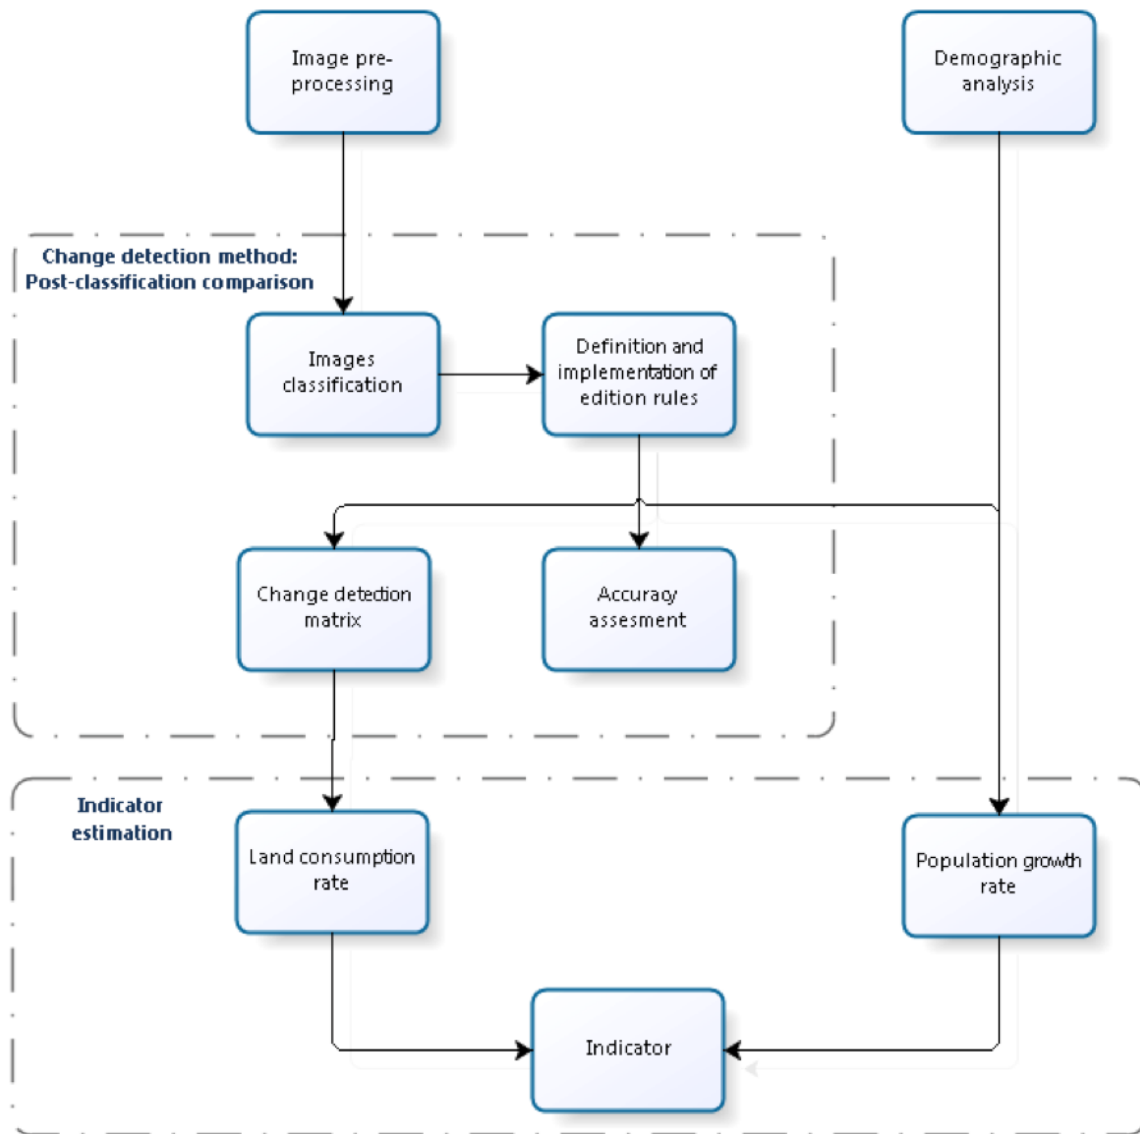 Image pre-
processing
Demographic
analysis
Change detection method:
Post-classification comparison
Images
classification
Definition and
implementation of
edition rules
Change detection
matrix
Accuracy
assesment
Indicator
estimation
Land consumption
rate
Population growth
rate
Indicator